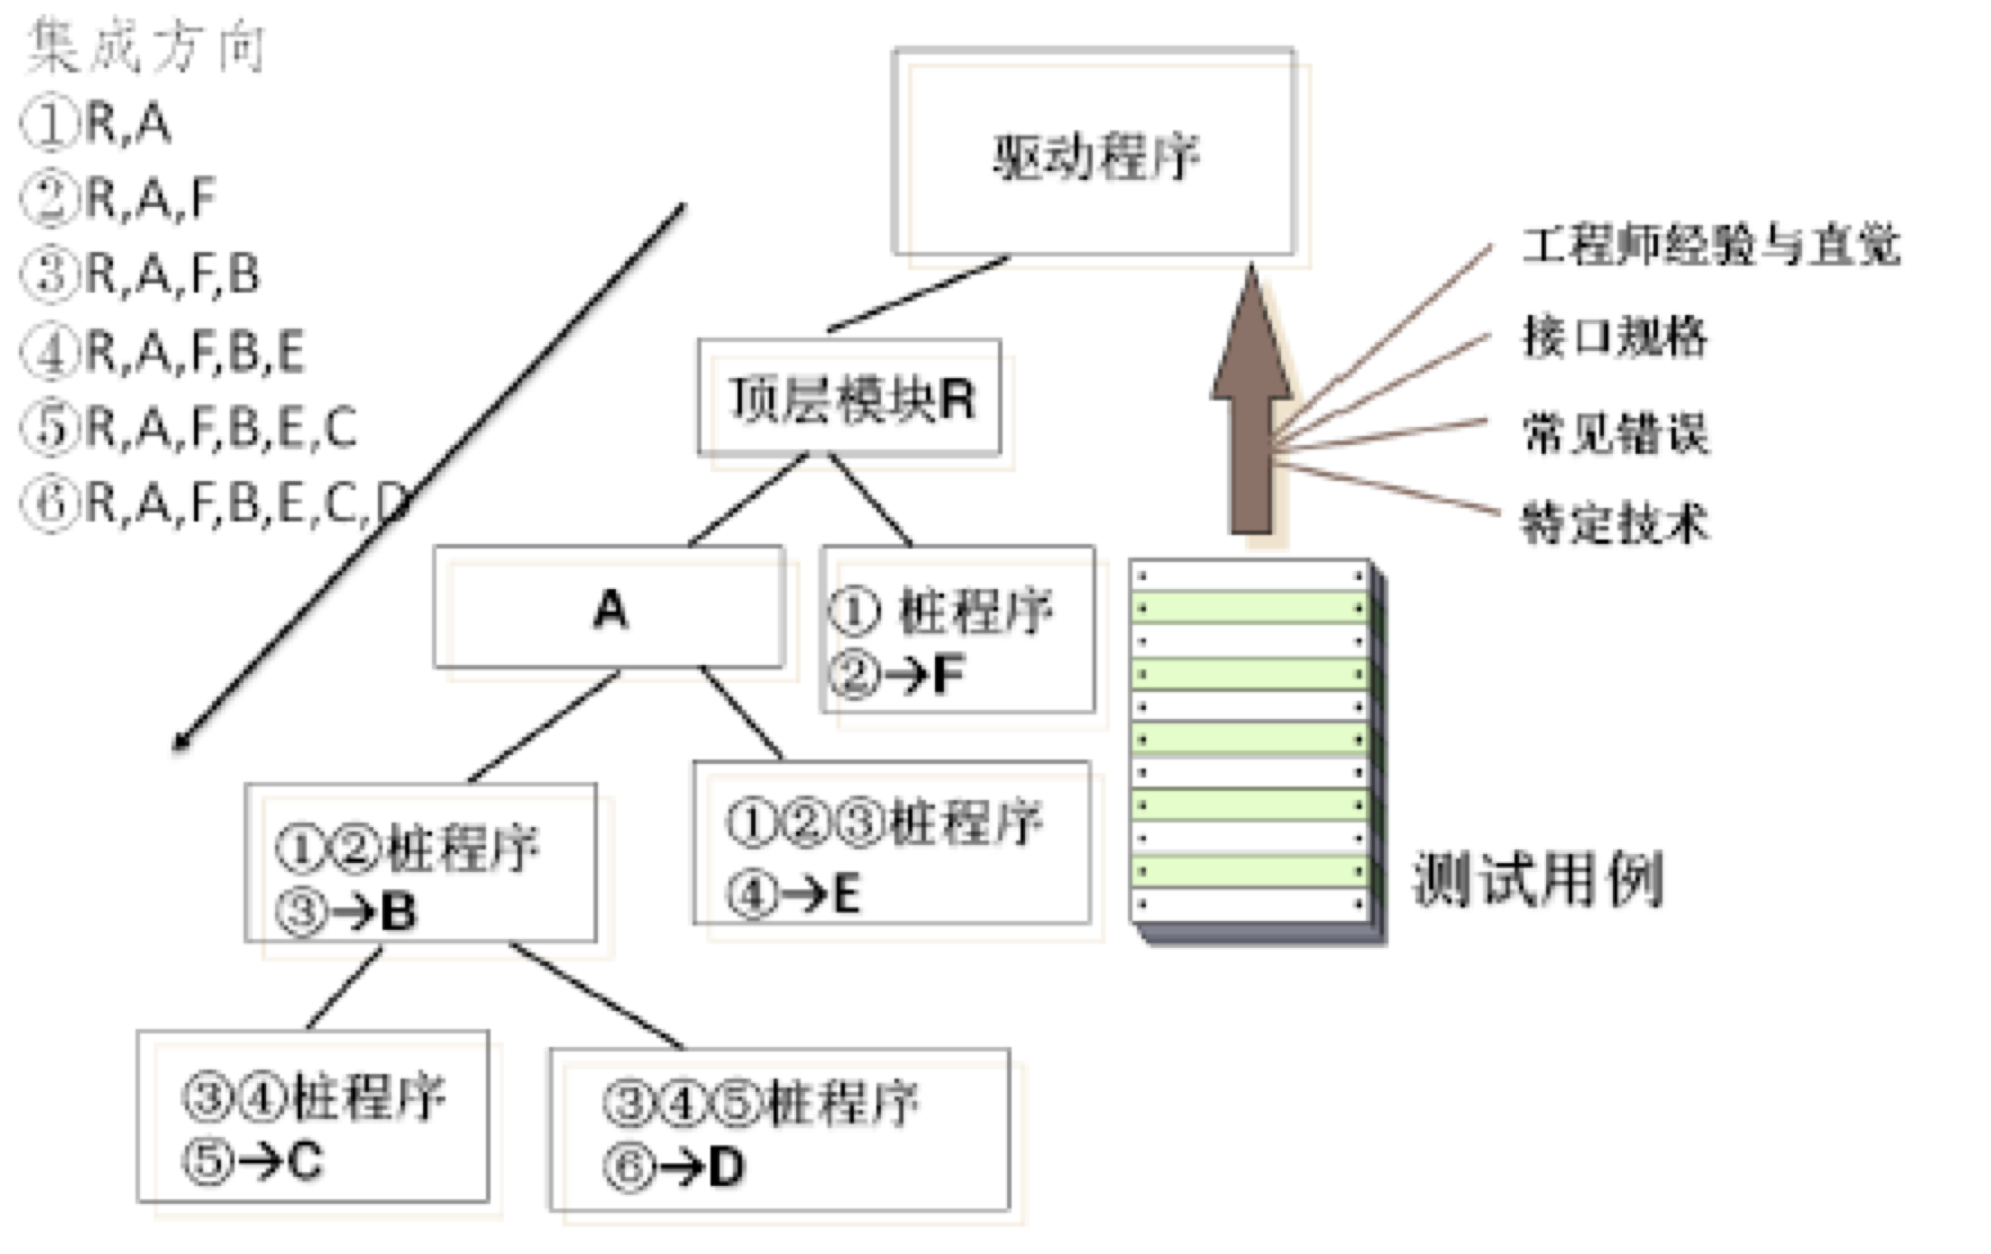 集成方向
①R,A
②R,A,F
③R,A,F,B
④R,A,F,B,E
⑤R,A,F,B,E,C
⑥R,A,F,B,E,C,D
驱动程序
工程师经验与直觉
接口规格
常见错误
特定技术
顶层模块R
A
① 桩程序
②→F
①②桩程序
③→B
①②③桩程序
④→E
测试用例
③④桩程序
⑤→C
③④⑤桩程序
⑥→D